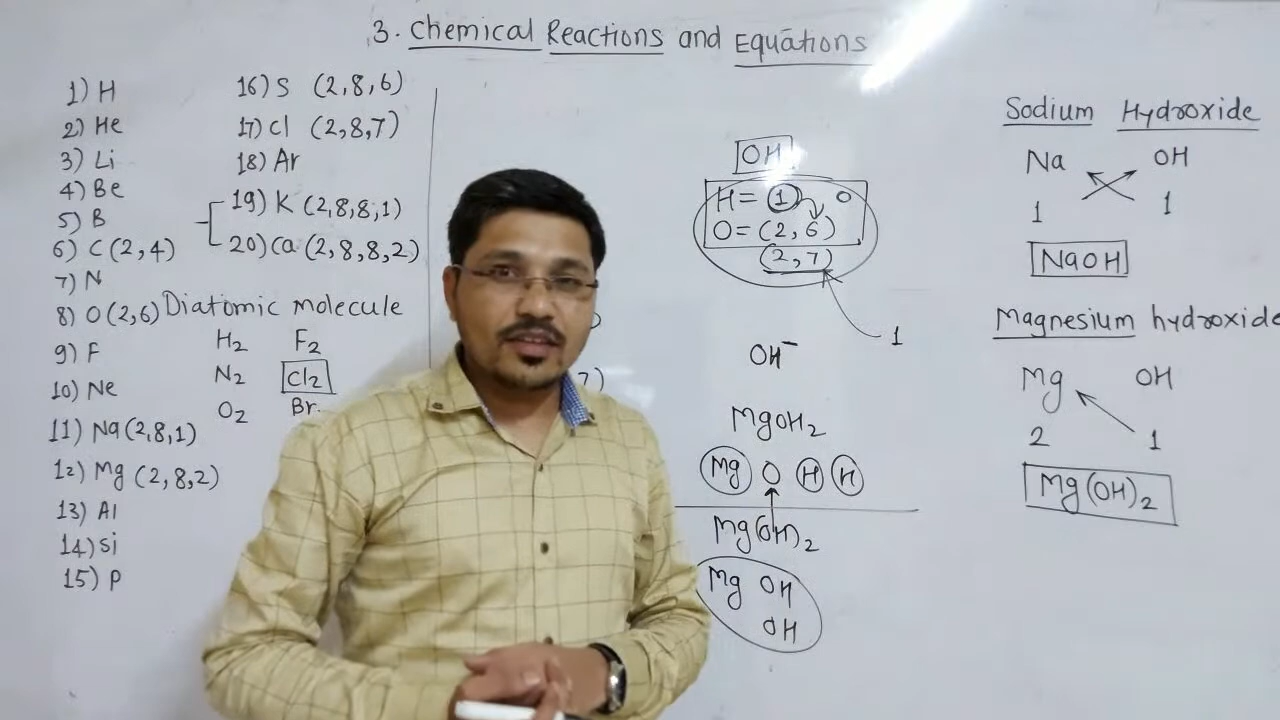 3. Chemical Reactions and Equations
1) H
2) He
3) Li
4) Be
5) B
6) C (2,4)
7) N
8) O (2,6)
9) F
10) Ne
11) Na (2,8,1)
12) Mg (2,8,2)
13) Al
14) Si
15) P
16) S (2,8,6)
17) Cl (2,8,7)
18) Ar
19) K (2,8,8,1)
20) Ca (2,8,8,2)
Diatomic molecule
H₂ F₂
N₂ Cl₂
O₂ Br
7)
OH
H = 1 0
O = (2, 6)
(2, 7)
1
OH⁻
MgOH₂
Mg O H H
Mg(OH)₂
Mg OH
OH
Sodium Hydroxide
Na OH
1 1
NaOH
Magnesium hydroxide
Mg OH
2 1
Mg(OH)₂